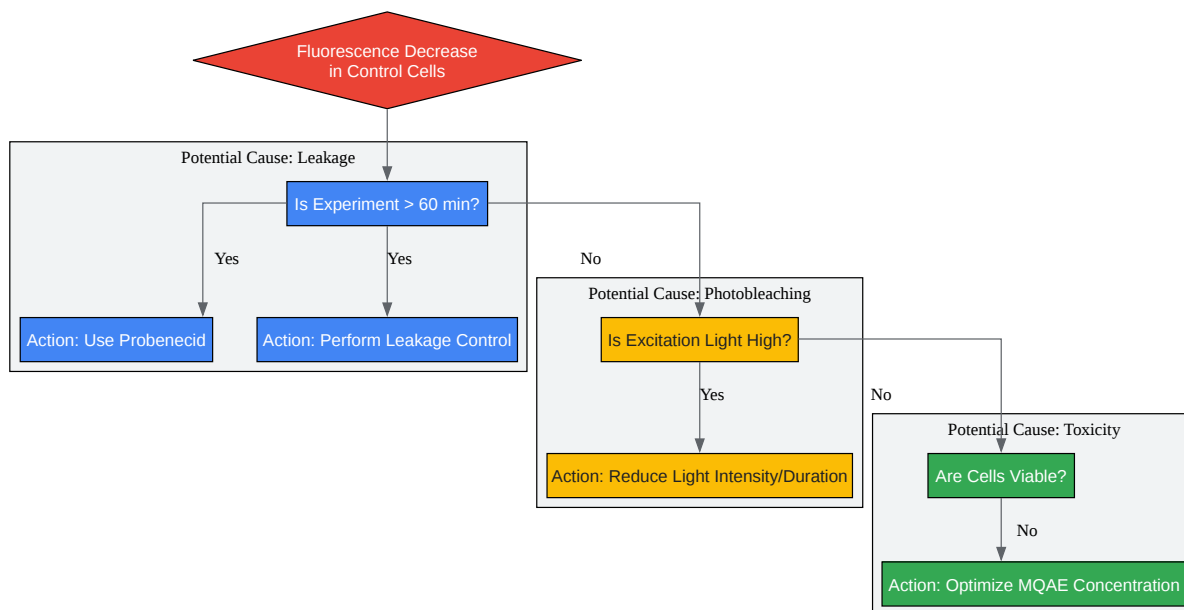 Fluorescence Decrease
in Control Cells
Potential Cause: Leakage
Is Experiment > 60 min?
Yes
Yes
No
Action: Use Probenecid
Action: Perform Leakage Control
Potential Cause: Photobleaching
Is Excitation Light High?
Yes
No
Action: Reduce Light Intensity/Duration
Potential Cause: Toxicity
Are Cells Viable?
No
Action: Optimize MQAE Concentration